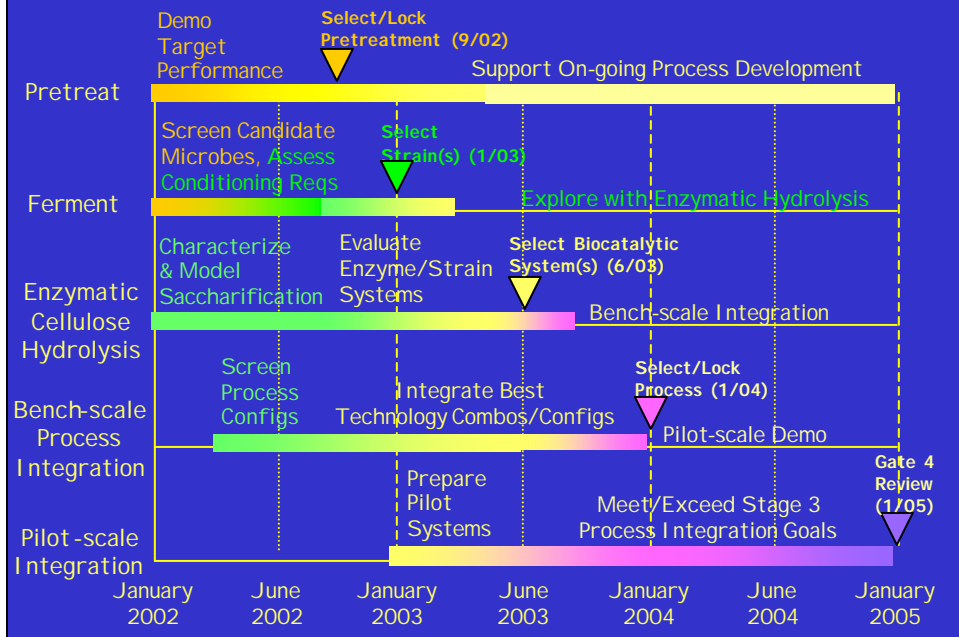 Demo
Target
Performance
Select/Lock
Pretreatment (9/02)
Support On-going Process Development
Pretreat
Screen Candidate
Microbes, Assess
Conditioning Reqs
Select
Strain(s) (1/03)
Ferment
Explore with Enzymatic Hydrolysis
Characterize
& Model
Saccharification
Evaluate
Enzyme/Strain
Systems
Select Biocatalytic
System(s) (6/03)
Enzymatic
Cellulose
Hydrolysis
Bench-scale Integration
Screen
Process
Configs
Integrate Best
Technology Combos/Configs
Select/Lock
Process (1/04)
Bench-scale
Process
Integration
Pilot-scale Demo
Prepare
Pilot
Systems
Meet/Exceed Stage 3
Process Integration Goals
Gate 4
Review
(1/05)
Pilot-scale
Integration
January
2002
June
2002
January
2003
June
2003
January
2004
June
2004
January
2005